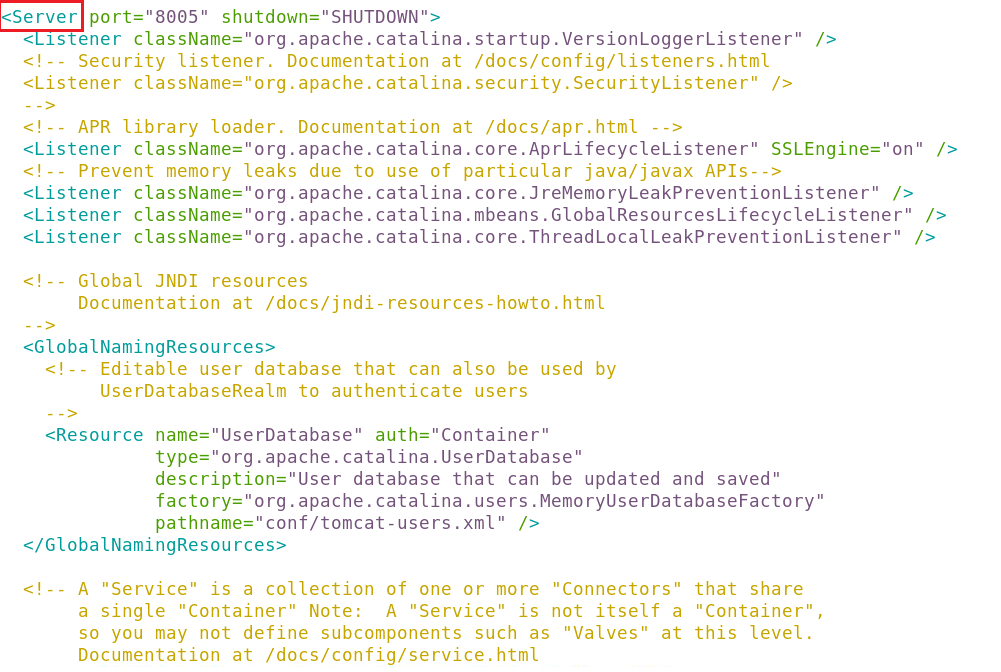 <Server port="8005" shutdown="SHUTDOWN">
  <Listener className="org.apache.catalina.startup.VersionLoggerListener" />
  <!-- Security listener. Documentation at /docs/config/listeners.html
  <Listener className="org.apache.catalina.security.SecurityListener" />
  -->
  <!-- APR library loader. Documentation at /docs/apr.html -->
  <Listener className="org.apache.catalina.core.AprLifecycleListener" SSLEngine="on" />
  <!-- Prevent memory leaks due to use of particular java/javax APIs-->
  <Listener className="org.apache.catalina.core.JreMemoryLeakPreventionListener" />
  <Listener className="org.apache.catalina.mbeans.GlobalResourcesLifecycleListener" />
  <Listener className="org.apache.catalina.core.ThreadLocalLeakPreventionListener" />

  <!-- Global JNDI resources
       Documentation at /docs/jndi-resources-howto.html
  -->
  <GlobalNamingResources>
    <!-- Editable user database that can also be used by
         UserDatabaseRealm to authenticate users
    -->
    <Resource name="UserDatabase" auth="Container"
              type="org.apache.catalina.UserDatabase"
              description="User database that can be updated and saved"
              factory="org.apache.catalina.users.MemoryUserDatabaseFactory"
              pathname="conf/tomcat-users.xml" />
  </GlobalNamingResources>

  <!-- A "Service" is a collection of one or more "Connectors" that share
       a single "Container" Note:  A "Service" is not itself a "Container",
       so you may not define subcomponents such as "Valves" at this level.
       Documentation at /docs/config/service.html